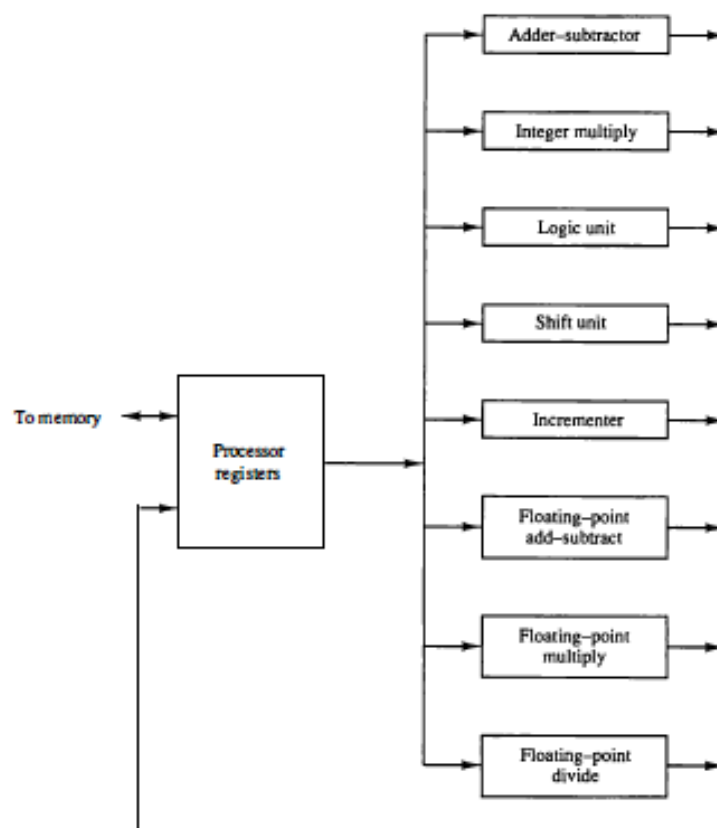 Adder–subtractor
Integer multiply
Logic unit
Shift unit
To memory
Processor
registers
Incrementer
Floating–point
add–subtract
Floating–point
multiply
Floating–point
divide